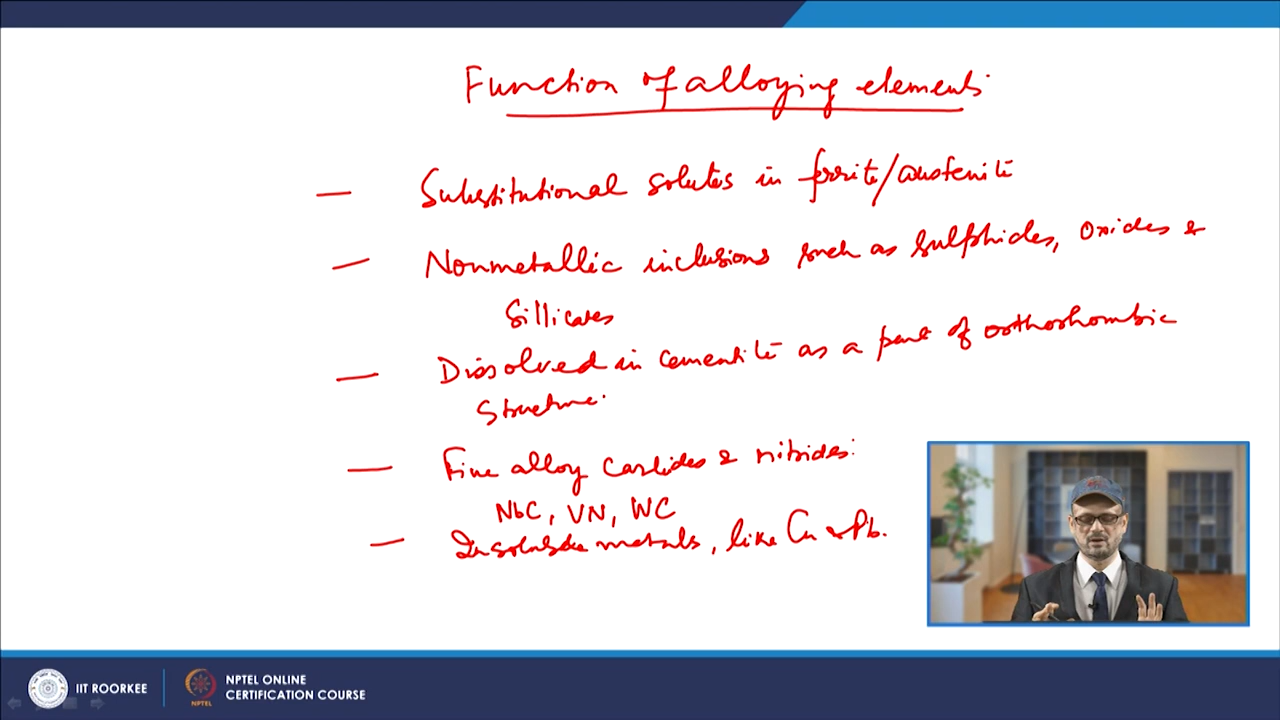 Function of alloying elements
— Substitutional solutes in ferrite/austenite
— Nonmetallic inclusions such as sulphides, oxides &
Sillicates
— Dissolved in cementite as a part of orthorhombic
structure.
— Fine alloy carbides & nitrides:
NbC, VN, WC
— Insoluble metals, like Cu & Pb.
IIT ROORKEE
NPTEL
NPTEL ONLINE
CERTIFICATION COURSE